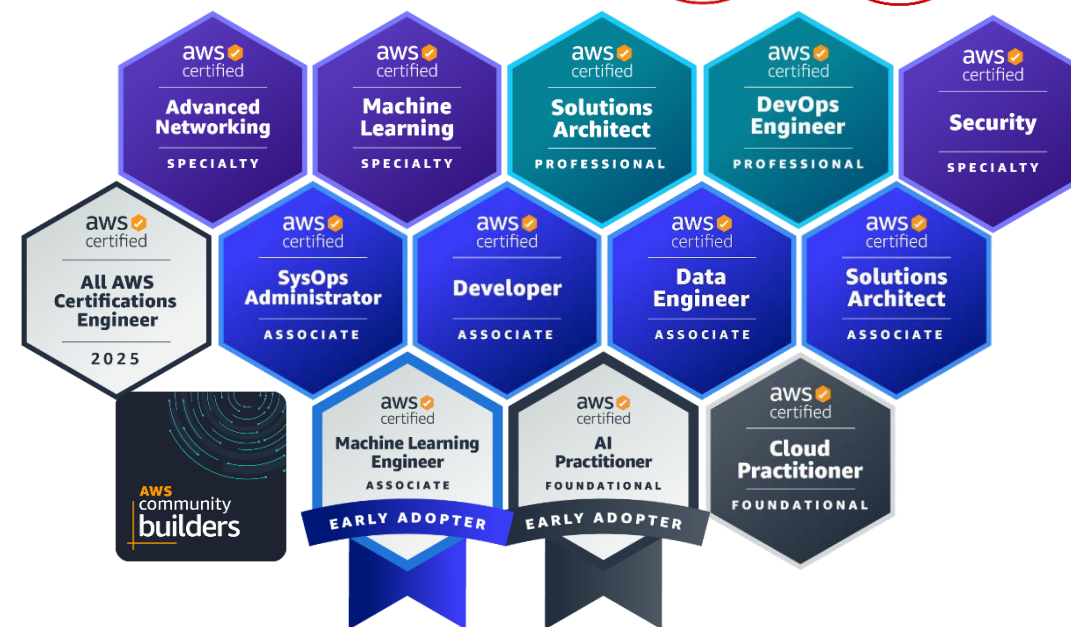 aws
certified
Advanced
Networking
SPECIALTY
aws
certified
Machine
Learning
SPECIALTY
aws
certified
Solutions
Architect
PROFESSIONAL
aws
certified
DevOps
Engineer
PROFESSIONAL
aws
certified
Security
SPECIALTY
aws
certified
All AWS
Certifications
Engineer
2025
aws
certified
SysOps
Administrator
ASSOCIATE
aws
certified
Developer
ASSOCIATE
aws
certified
Data
Engineer
ASSOCIATE
aws
certified
Solutions
Architect
ASSOCIATE
AWS
community
builders
aws
certified
Machine Learning
Engineer
ASSOCIATE
EARLY ADOPTER
aws
certified
AI
Practitioner
FOUNDATIONAL
EARLY ADOPTER
aws
certified
Cloud
Practitioner
FOUNDATIONAL